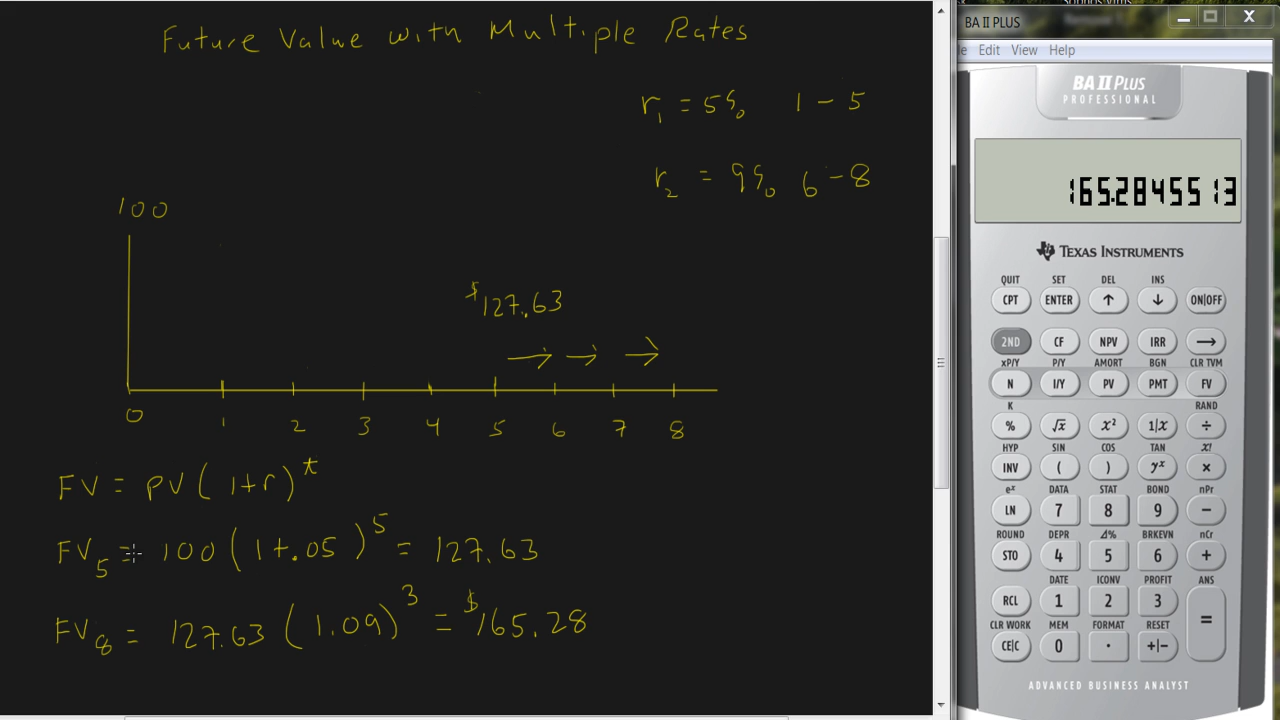 Future Value with Multiple Rates
r1 = 5% 1 - 5
r2 = 9% 6 - 8
100
$127.63
0 1 2 3 4 5 6 7 8
FV = PV(1+r)^t
FV5 = 100(1+.05)^5 = 127.63
FV8 = 127.63(1.09)^3 = $165.28
BA II PLUS
Edit View Help
BA II PLUS
PROFESSIONAL
165.2845513
TEXAS INSTRUMENTS
QUIT SET DEL INS
CPT ENTER ↑ ↓ ON|OFF
2ND CF NPV IRR →
xP/Y P/Y AMORT BGN CLR TVM
N I/Y PV PMT FV
K RAND
% √x x² 1/x ÷
HYP SIN COS TAN x!
INV ( ) yˣ ×
eˣ DATA STAT BOND nPr
LN 7 8 9 −
ROUND DEPR Δ% BRKEVN nCr
STO 4 5 6 +
DATE ICONV PROFIT ANS
RCL 1 2 3 =
CLR WORK MEM FORMAT RESET
CE|C 0 . +|−
ADVANCED BUSINESS ANALYST